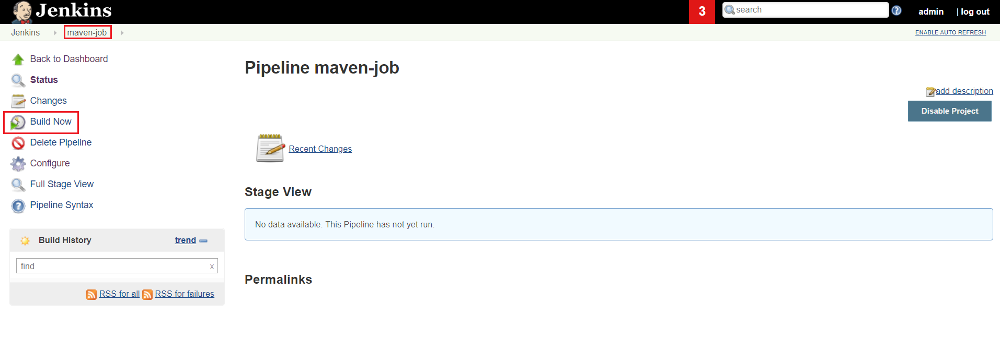 Jenkins
3
search
admin
| log out
Jenkins
maven-job
ENABLE AUTO REFRESH
Back to Dashboard
Status
Changes
Build Now
Delete Pipeline
Configure
Full Stage View
Pipeline Syntax
Build History
trend
find
x
RSS for all
RSS for failures
Pipeline maven-job
add description
Disable Project
Recent Changes
Stage View
No data available. This Pipeline has not yet run.
Permalinks